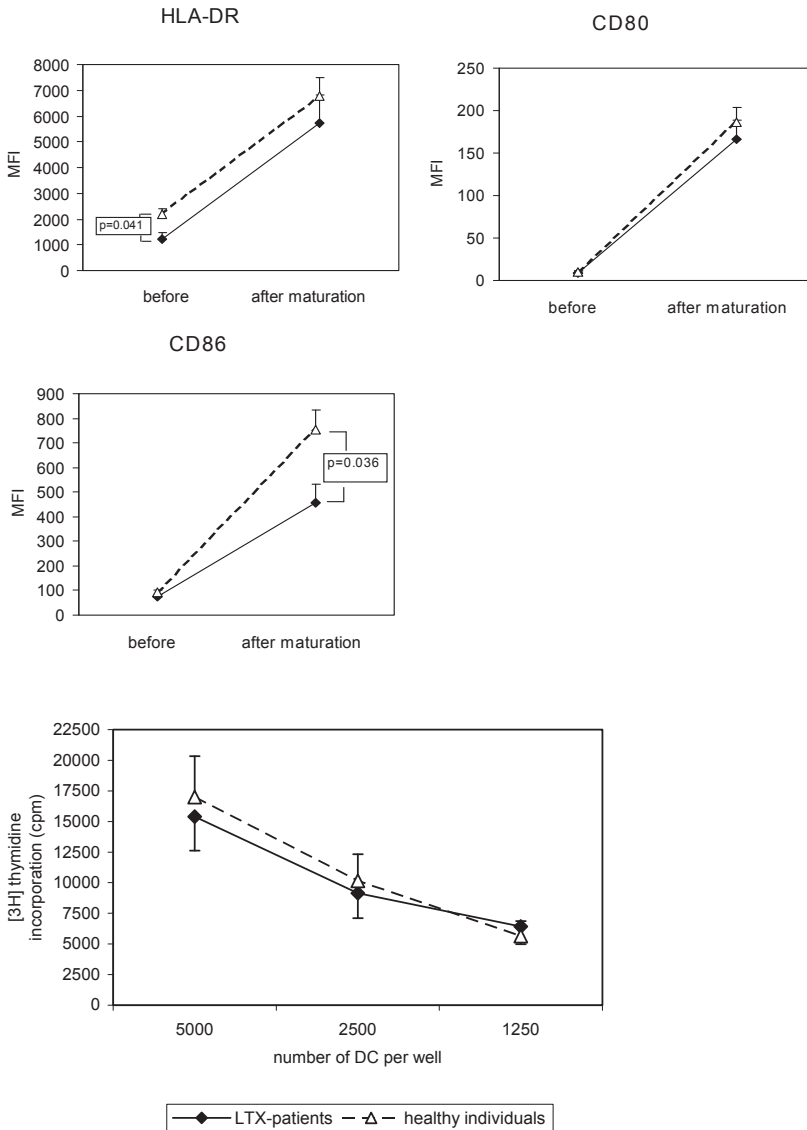 HLA-DR
8000
7000
6000
5000
4000
3000
2000
1000
0
MFI
p=0.041
before after maturation
CD80
250
200
150
100
50
0
MFI
before after maturation
CD86
900
800
700
600
500
400
300
200
100
0
MFI
p=0.036
before after maturation
22500
20000
17500
15000
12500
10000
7500
5000
2500
0
[3H] thymidine
incorporation (cpm)
5000 2500 1250
number of DC per well
LTX-patients healthy individuals